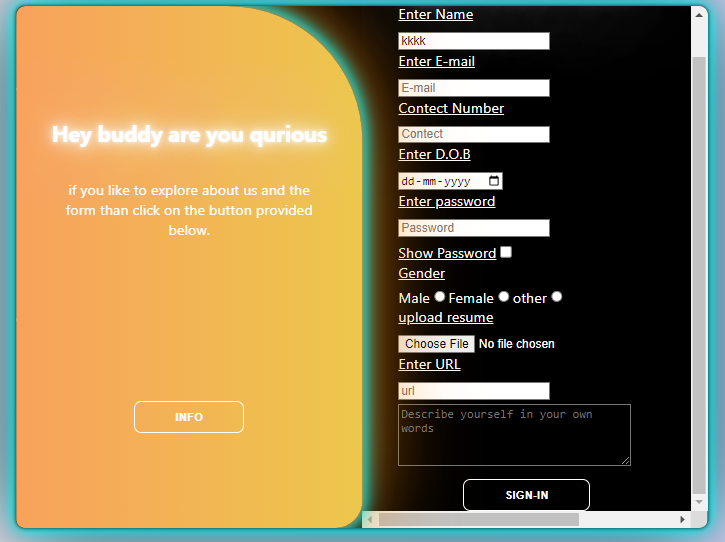 Hey buddy are you qurious
if you like to explore about us and the
form than click on the button provided
below.
INFO
Enter Name
kkkk
Enter E-mail
E-mail
Contect Number
Contect
Enter D.O.B
dd-mm-yyyy
Enter password
Password
Show Password
Gender
Male Female other
upload resume
Choose File No file chosen
Enter URL
url
Describe yourself in your own
words
SIGN-IN